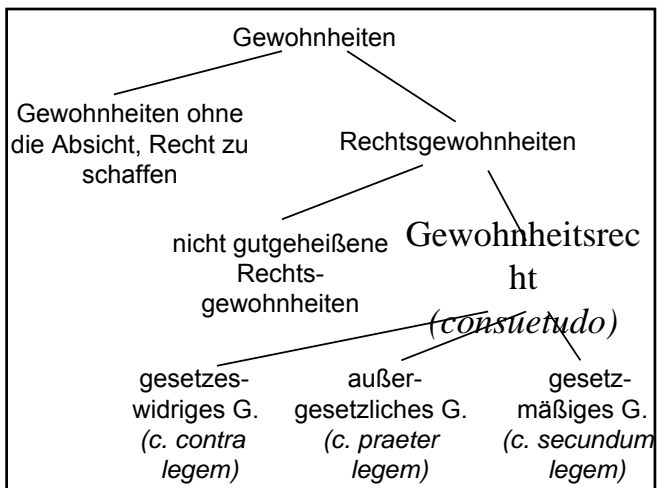 Gewohnheiten
Gewohnheiten ohne
die Absicht, Recht zu
schaffen
Rechtsgewohnheiten
nicht gutgeheißene
Rechts-
gewohnheiten
Gewohnheitsrec
ht
(consuetudo)
gesetzes-
widriges G.
(c. contra
legem)
außer-
gesetzliches G.
(c. praeter
legem)
gesetz-
mäßiges G.
(c. secundum
legem)